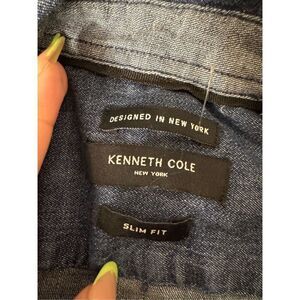 DESIGNED IN NEW YORK
KENNETH COLE
NEW YORK
SLIM FIT